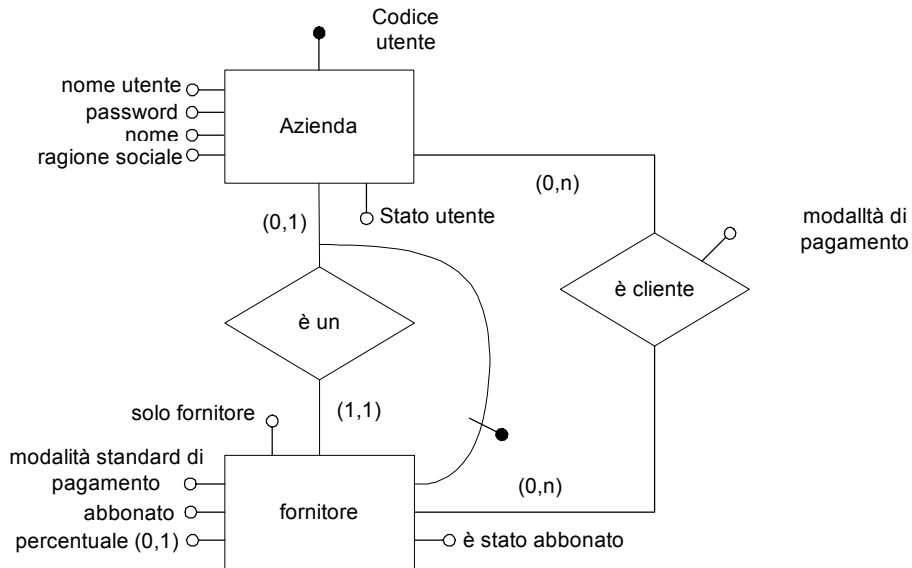 Codice
utente
nome utente
password
nome
ragione sociale
Azienda
(0,n)
Stato utente
(0,1)
modalltà di
pagamento
è cliente
è un
solo fornitore
(1,1)
modalità standard di
pagamento
(0,n)
abbonato
fornitore
percentuale (0,1)
è stato abbonato